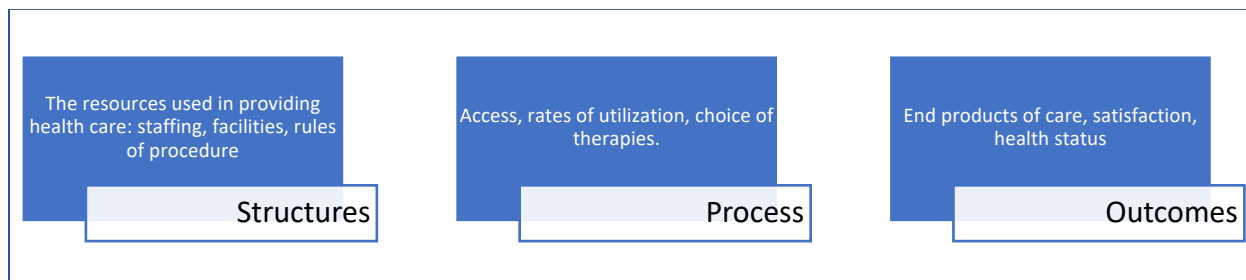 The resources used in providing
health care: staffing, facilities, rules
of procedure
Structures
Access, rates of utilization, choice of
therapies.
Process
End products of care, satisfaction,
health status
Outcomes